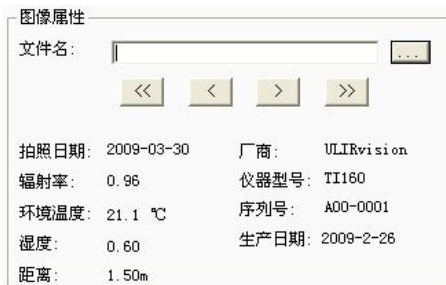 图像属性
文件名:
...
<< < > >>
拍照日期: 2009-03-30 厂商: ULIRvision
辐射率: 0.96 仪器型号: TI160
环境温度: 21.1 ℃ 序列号: A00-0001
湿度: 0.60 生产日期: 2009-2-26
距离: 1.50m